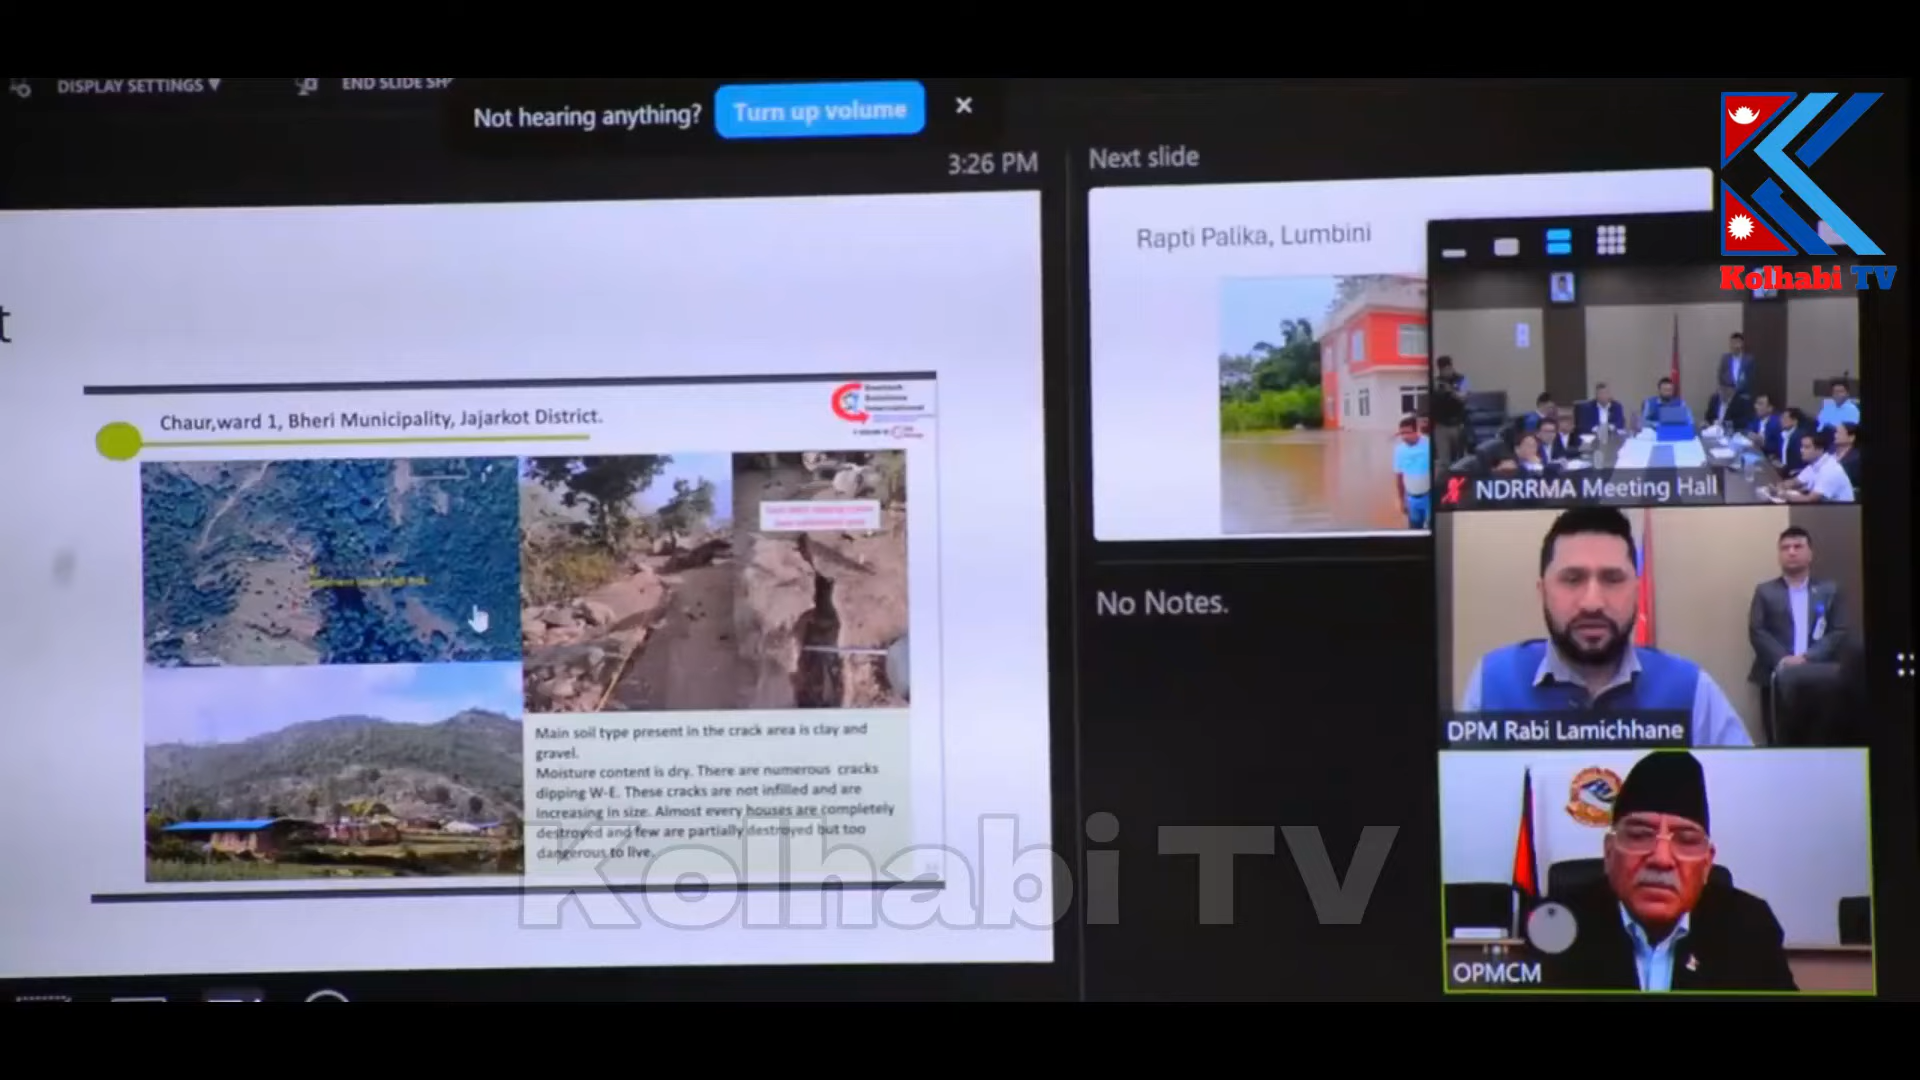 DISPLAY SETTINGS ▼
END SLIDE SH
Not hearing anything?
Turn up volume
3:26 PM
Next slide
Kolhabi TV
Rapti Palika, Lumbini
t
Chaur,ward 1, Bheri Municipality, Jajarkot District.
NDRRMA Meeting Hall
No Notes.
DPM Rabi Lamichhane
Main soil type present in the crack area is clay and
gravel.
Moisture content is dry. There are numerous cracks
dipping W-E. These cracks are not infilled and are
increasing in size. Almost every houses are completely
destroyed and few are partially destroyed but too
dangerous to live.
Kolhabi TV
OPMCM